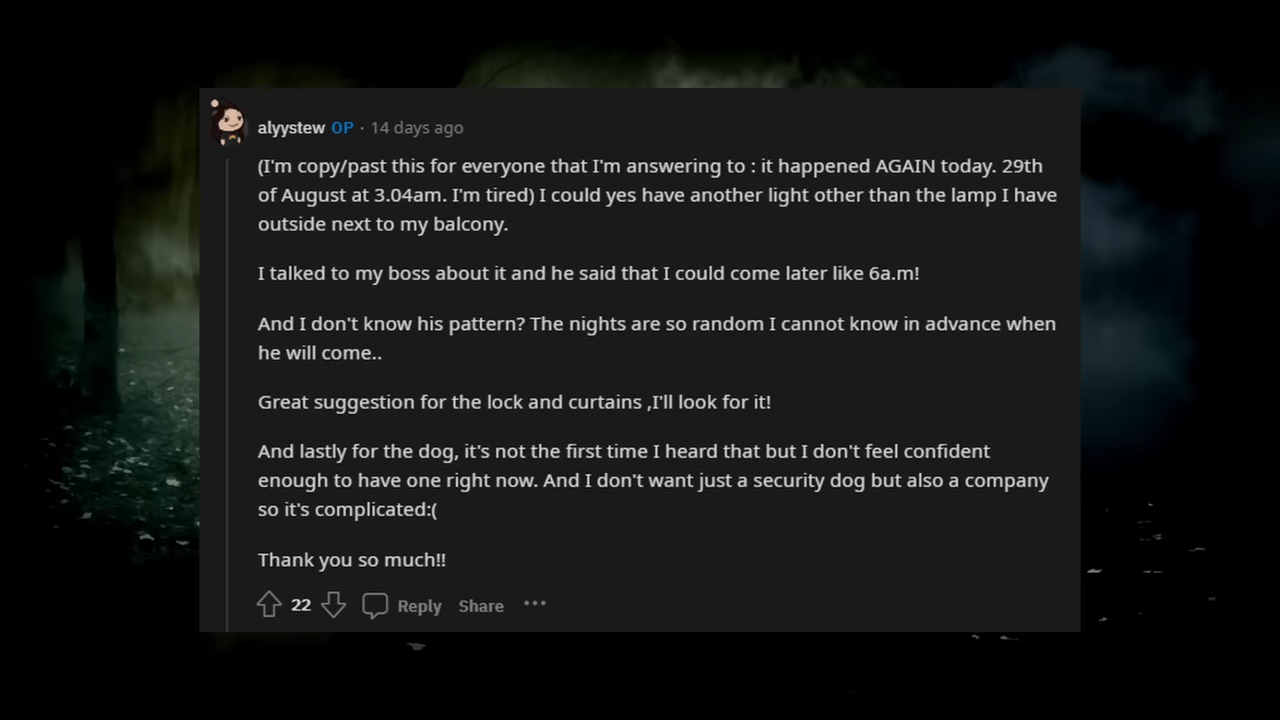 alyystew OP · 14 days ago
(I'm copy/past this for everyone that I'm answering to : it happened AGAIN today. 29th
of August at 3.04am. I'm tired) I could yes have another light other than the lamp I have
outside next to my balcony.
I talked to my boss about it and he said that I could come later like 6a.m!
And I don't know his pattern? The nights are so random I cannot know in advance when
he will come..
Great suggestion for the lock and curtains ,I'll look for it!
And lastly for the dog, it's not the first time I heard that but I don't feel confident
enough to have one right now. And I don't want just a security dog but also a company
so it's complicated:(
Thank you so much!!
22 Reply Share ···